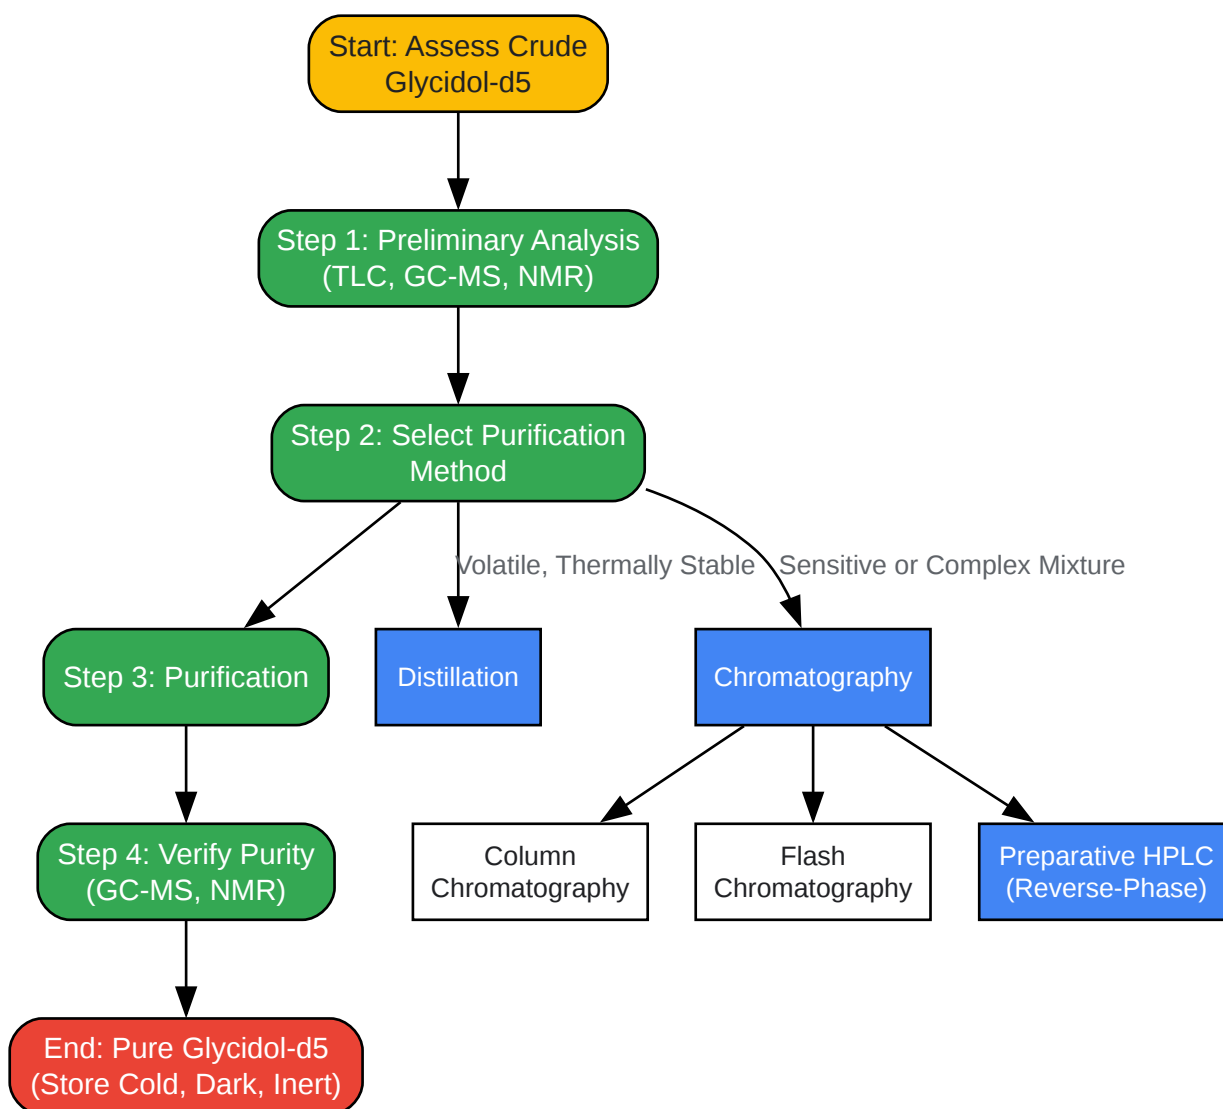 Start: Assess Crude
Glycidol-d5
Step 1: Preliminary Analysis
(TLC, GC-MS, NMR)
Step 2: Select Purification
Method
Volatile, Thermally Stable
Sensitive or Complex Mixture
Step 3: Purification
Distillation
Chromatography
Step 4: Verify Purity
(GC-MS, NMR)
Column
Chromatography
Flash
Chromatography
Preparative HPLC
(Reverse-Phase)
End: Pure Glycidol-d5
(Store Cold, Dark, Inert)